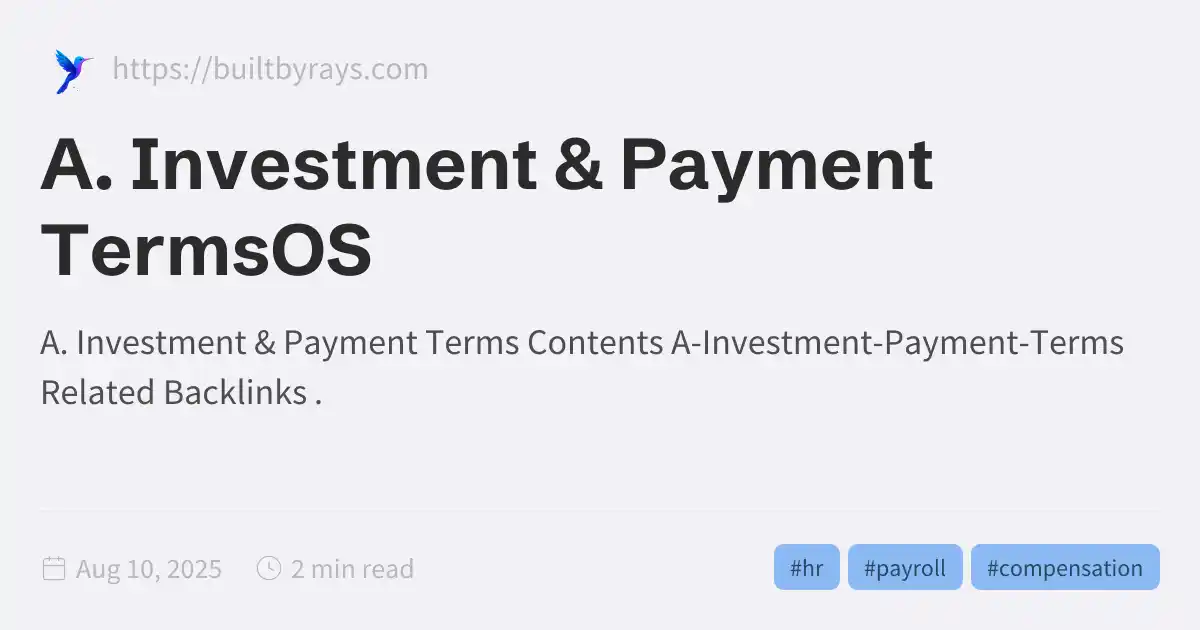 https://builtbyrays.com
A. Investment & Payment
TermsOS
A. Investment & Payment Terms Contents A-Investment-Payment-Terms
Related Backlinks .
Aug 10, 2025 2 min read #hr #payroll #compensation